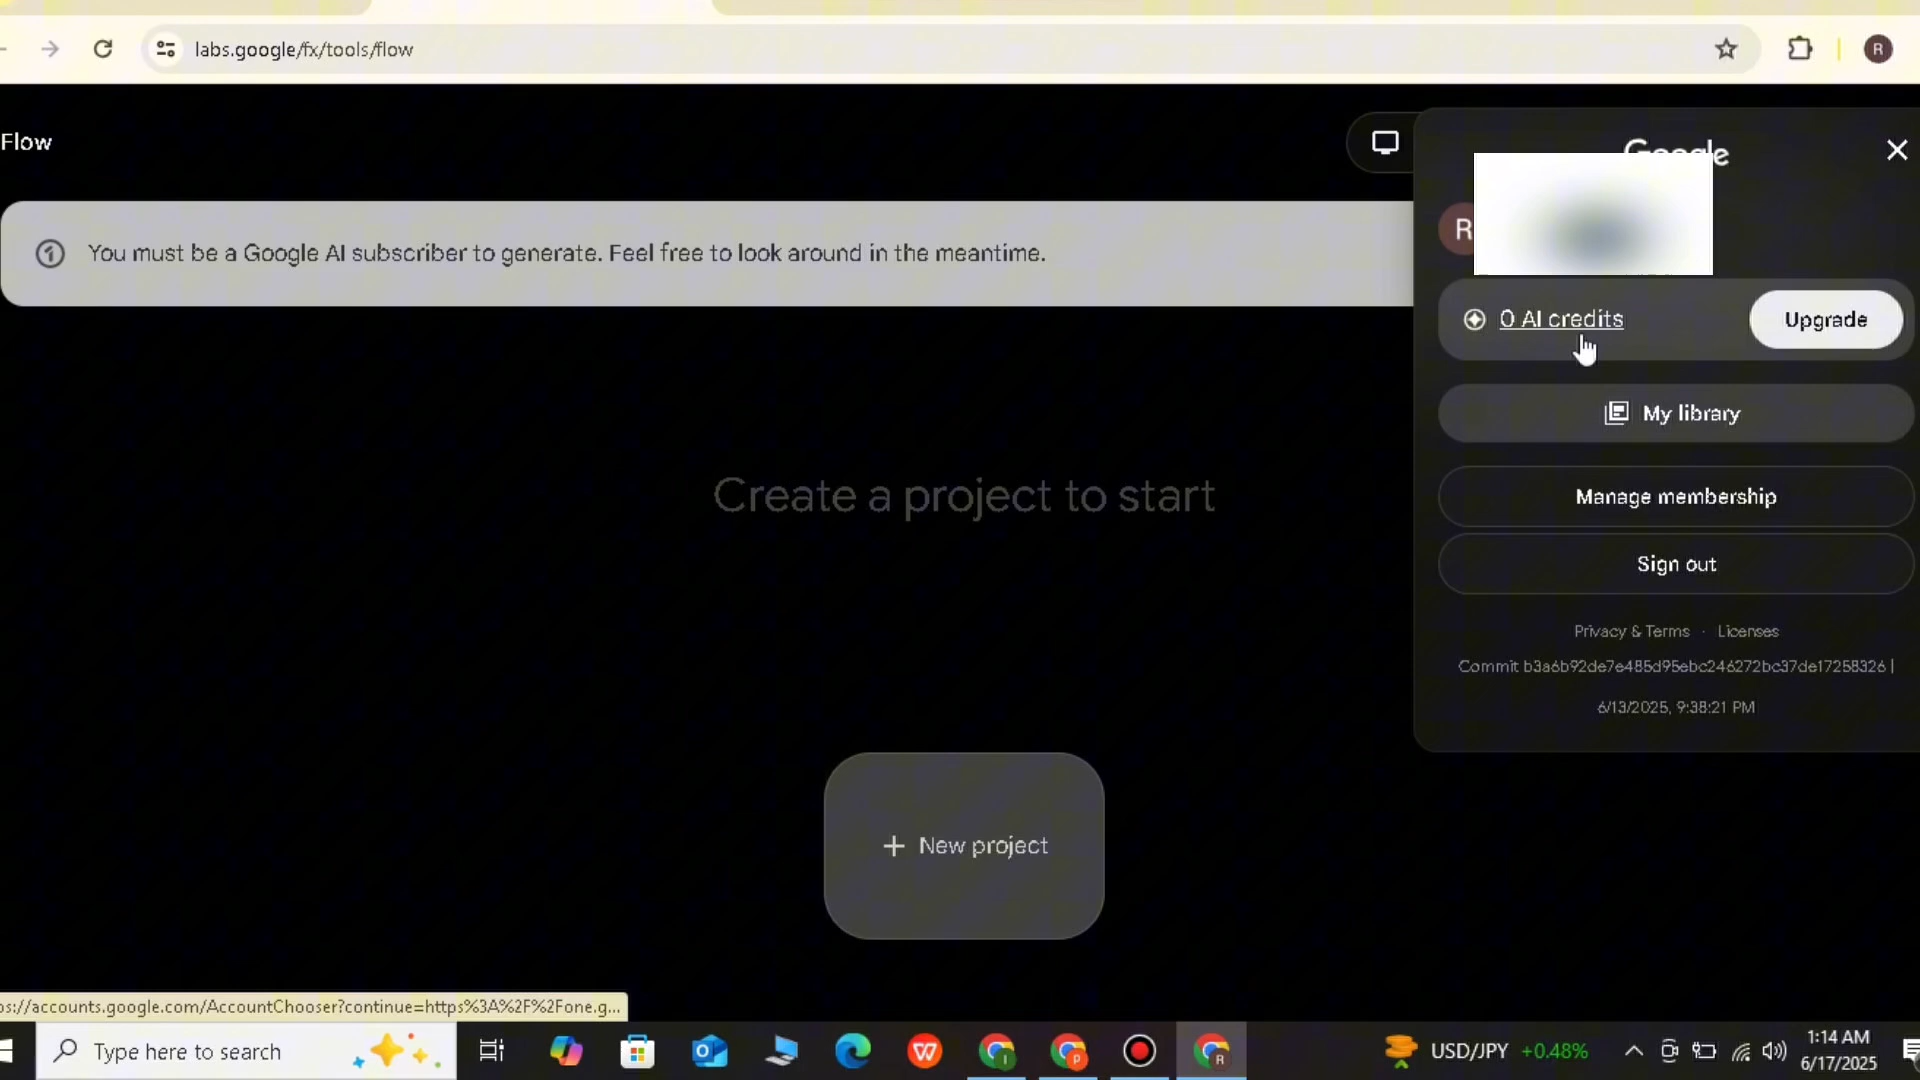 labs.google/fx/tools/flow
R
Flow
Google
You must be a Google AI subscriber to generate. Feel free to look around in the meantime.
R
0 AI credits
Upgrade
My library
Create a project to start
Manage membership
Sign out
Privacy & Terms · Licenses
Commit b3a6b92de7e485d95ebc246272bc37de17258326 |
6/13/2025, 9:38:21 PM
+ New project
ps://accounts.google.com/AccountChooser?continue=https%3A%2F%2Fone.g...
Type here to search
USD/JPY +0.48%
1:14 AM
6/17/2025